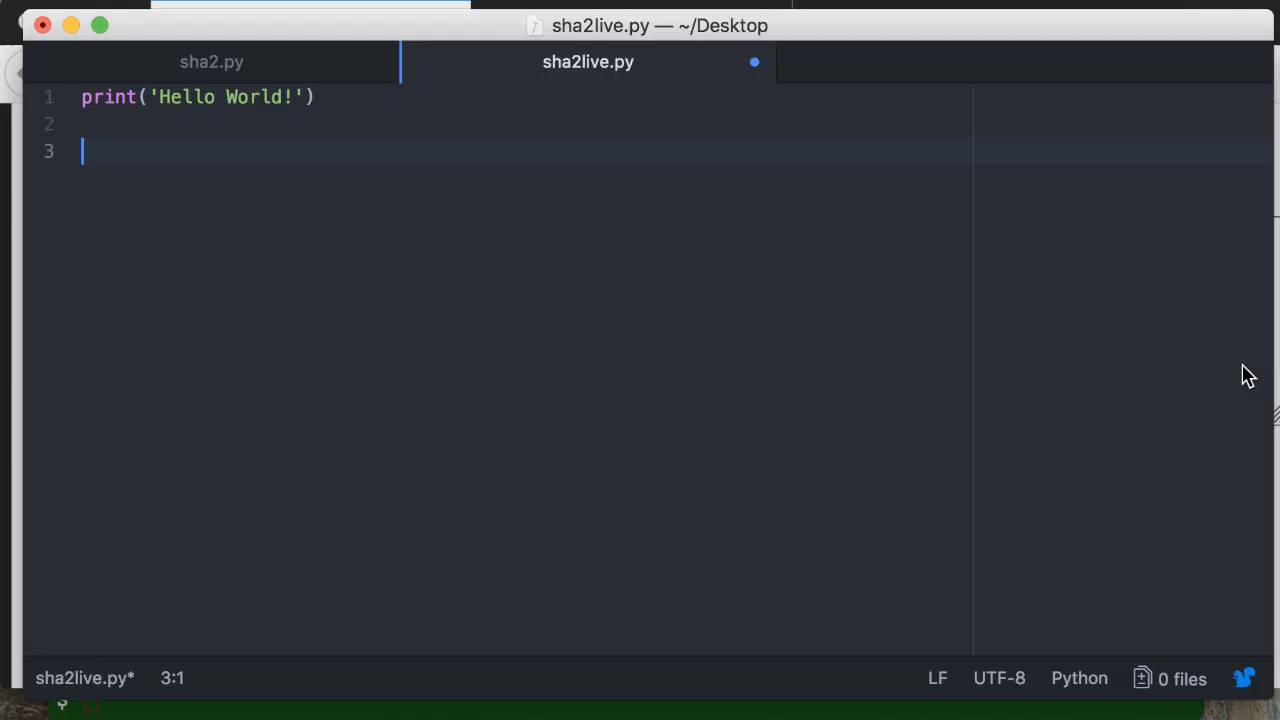 sha2live.py — ~/Desktop
sha2.py
sha2live.py
1 print('Hello World!')
2
3
sha2live.py* 3:1 LF UTF-8 Python 0 files
$